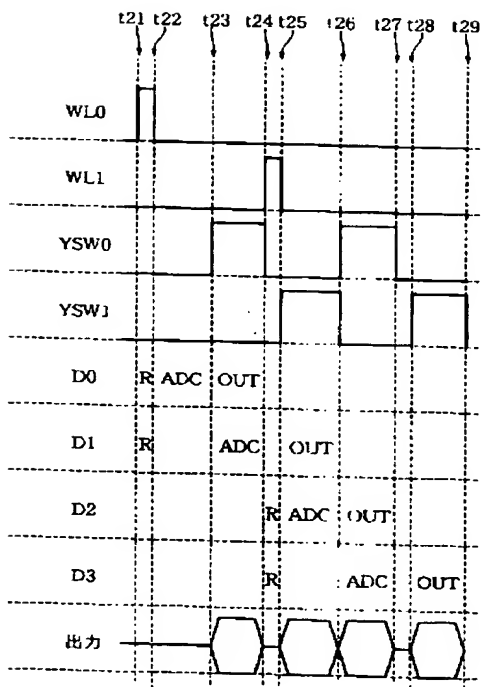 t21 t22 t23 t24 t25 t26 t27 t28 t29
WL0
WL1
YSW0
YSW1
D0 R ADC OUT
D1 R ADC OUT
D2 R ADC OUT
D3 R ADC OUT
出力